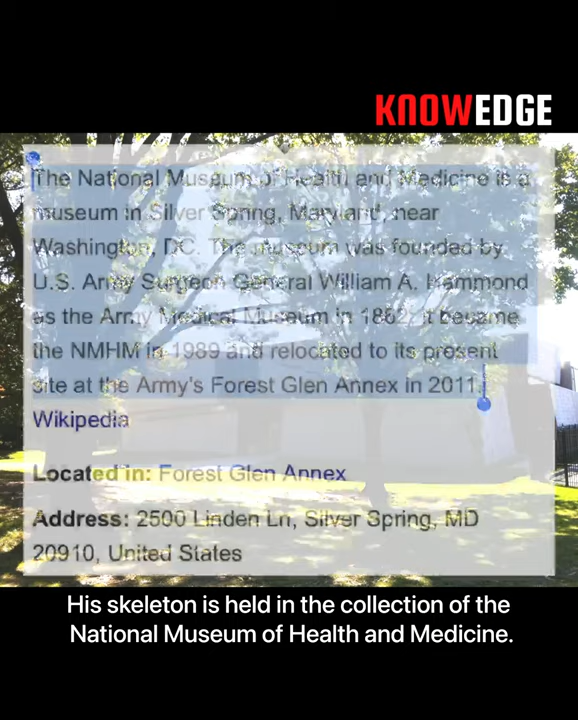 KNOWEDGE
The National Museum of Health and Medicine is a
museum in Silver Spring, Maryland, near
Washington, DC. The museum was founded by
U.S. Army Surgeon General William A. Hammond
as the Army Medical Museum in 1862; it became
the NMHM in 1989 and relocated to its present
site at the Army's Forest Glen Annex in 2011.
Wikipedia
Located in: Forest Glen Annex
Address: 2500 Linden Ln, Silver Spring, MD
20910, United States
His skeleton is held in the collection of the
National Museum of Health and Medicine.